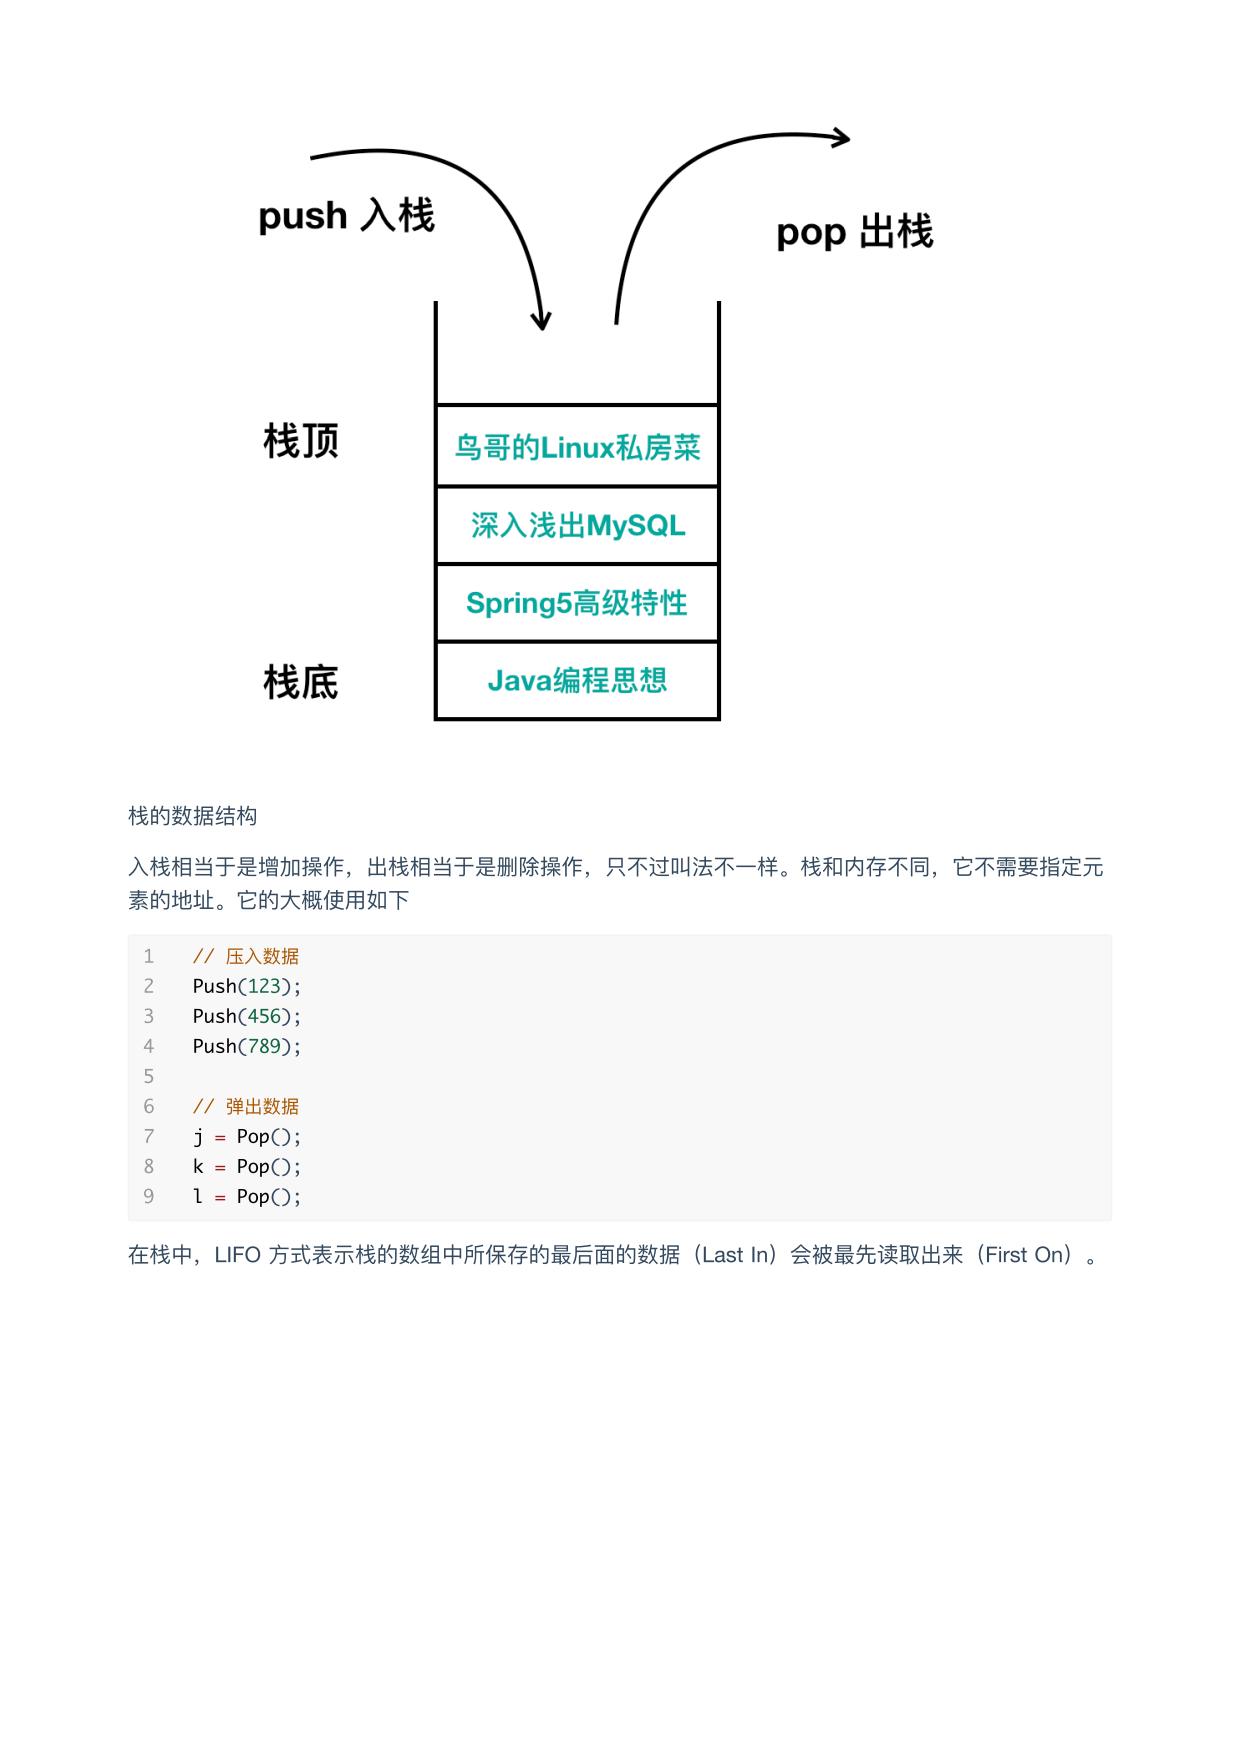 push 入栈
pop 出栈
栈顶
鸟哥的Linux私房菜
深入浅出MySQL
Spring5高级特性
栈底
Java编程思想
栈的数据结构
入栈相当于是增加操作，出栈相当于是删除操作，只不过叫法不一样。栈和内存不同，它不需要指定元
素的地址。它的大概使用如下
1 // 压入数据
2 Push(123);
3 Push(456);
4 Push(789);
5
6 // 弹出数据
7 j = Pop();
8 k = Pop();
9 l = Pop();
在栈中，LIFO 方式表示栈的数组中所保存的最后面的数据（Last In）会被最先读取出来（First On）。